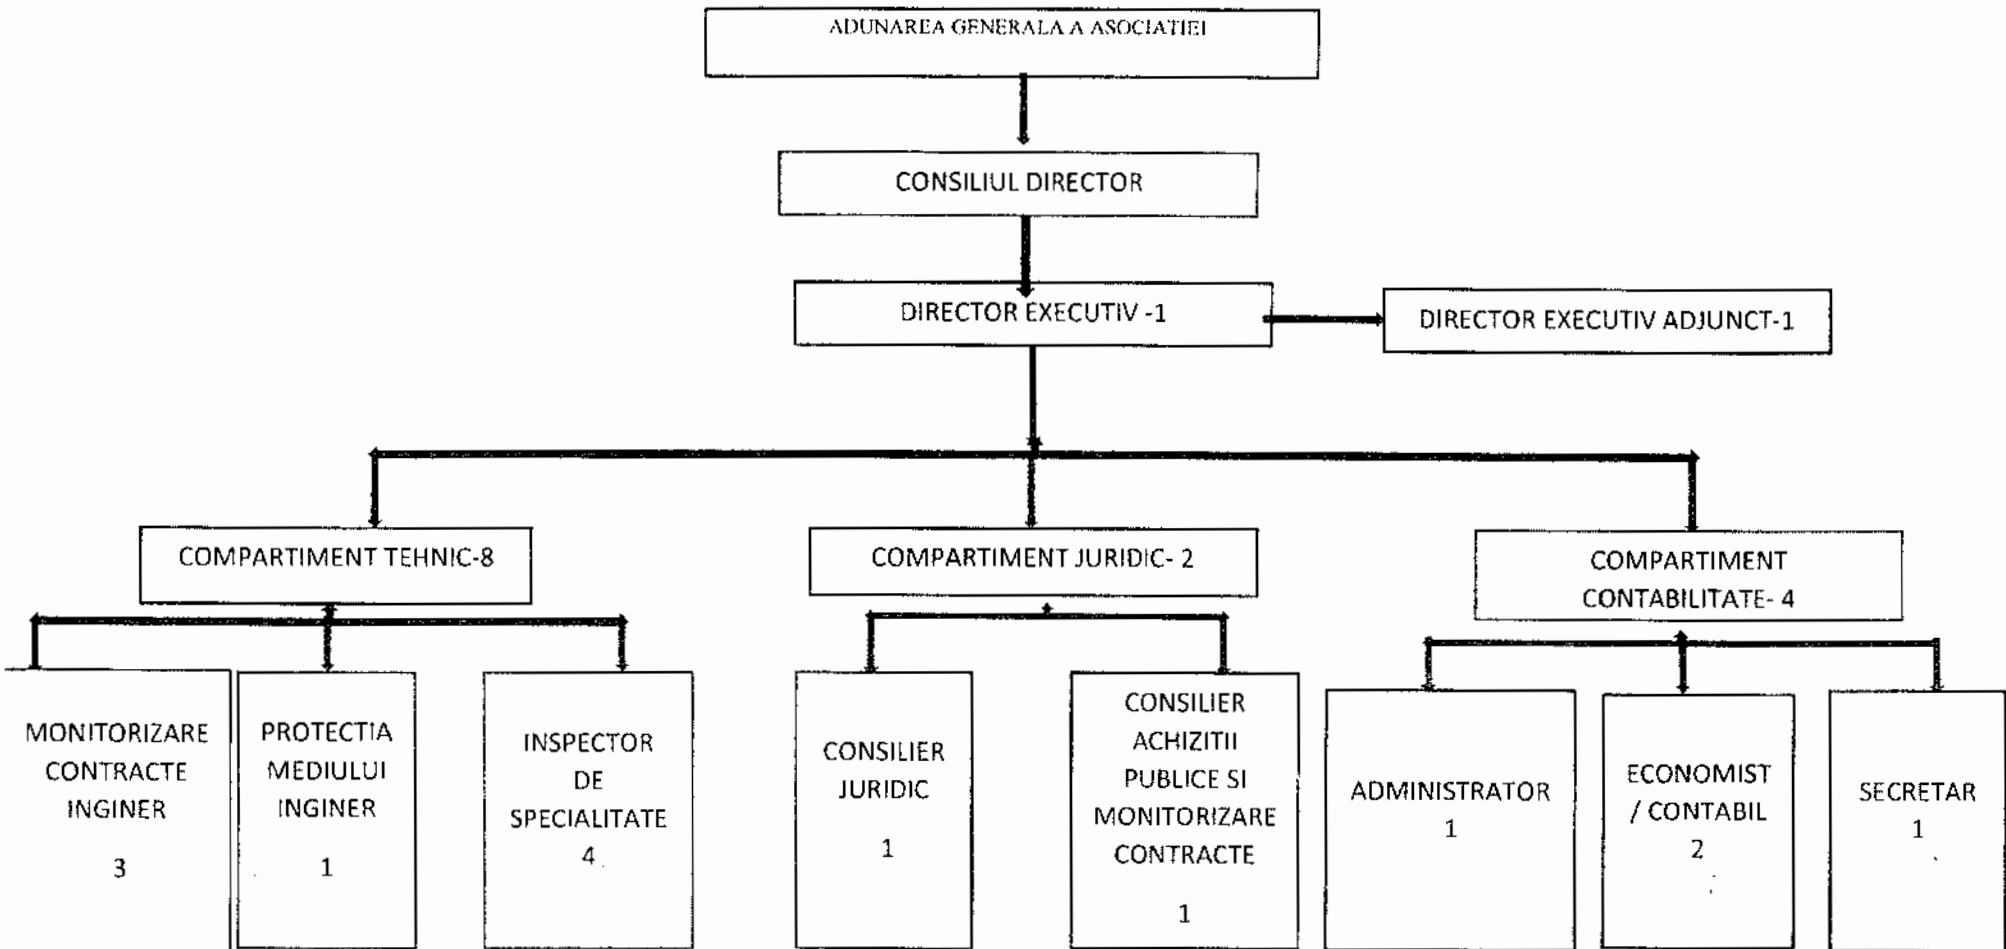 ADUNAREA GENERALA A ASOCIATIEI
CONSILIUL DIRECTOR
DIRECTOR EXECUTIV -1
DIRECTOR EXECUTIV ADJUNCT-1
COMPARTIMENT TEHNIC-8
COMPARTIMENT JURIDIC- 2
COMPARTIMENT
CONTABILITATE- 4
MONITORIZARE
CONTRACTE
INGINER
3
PROTECTIA
MEDIULUI
INGINER
1
INSPECTOR
DE
SPECIALITATE
4
CONSILIER
JURIDIC
1
CONSILIER
ACHIZITII
PUBLICE SI
MONITORIZARE
CONTRACTE
1
ADMINISTRATOR
1
ECONOMIST
/ CONTABIL
2
SECRETAR
1